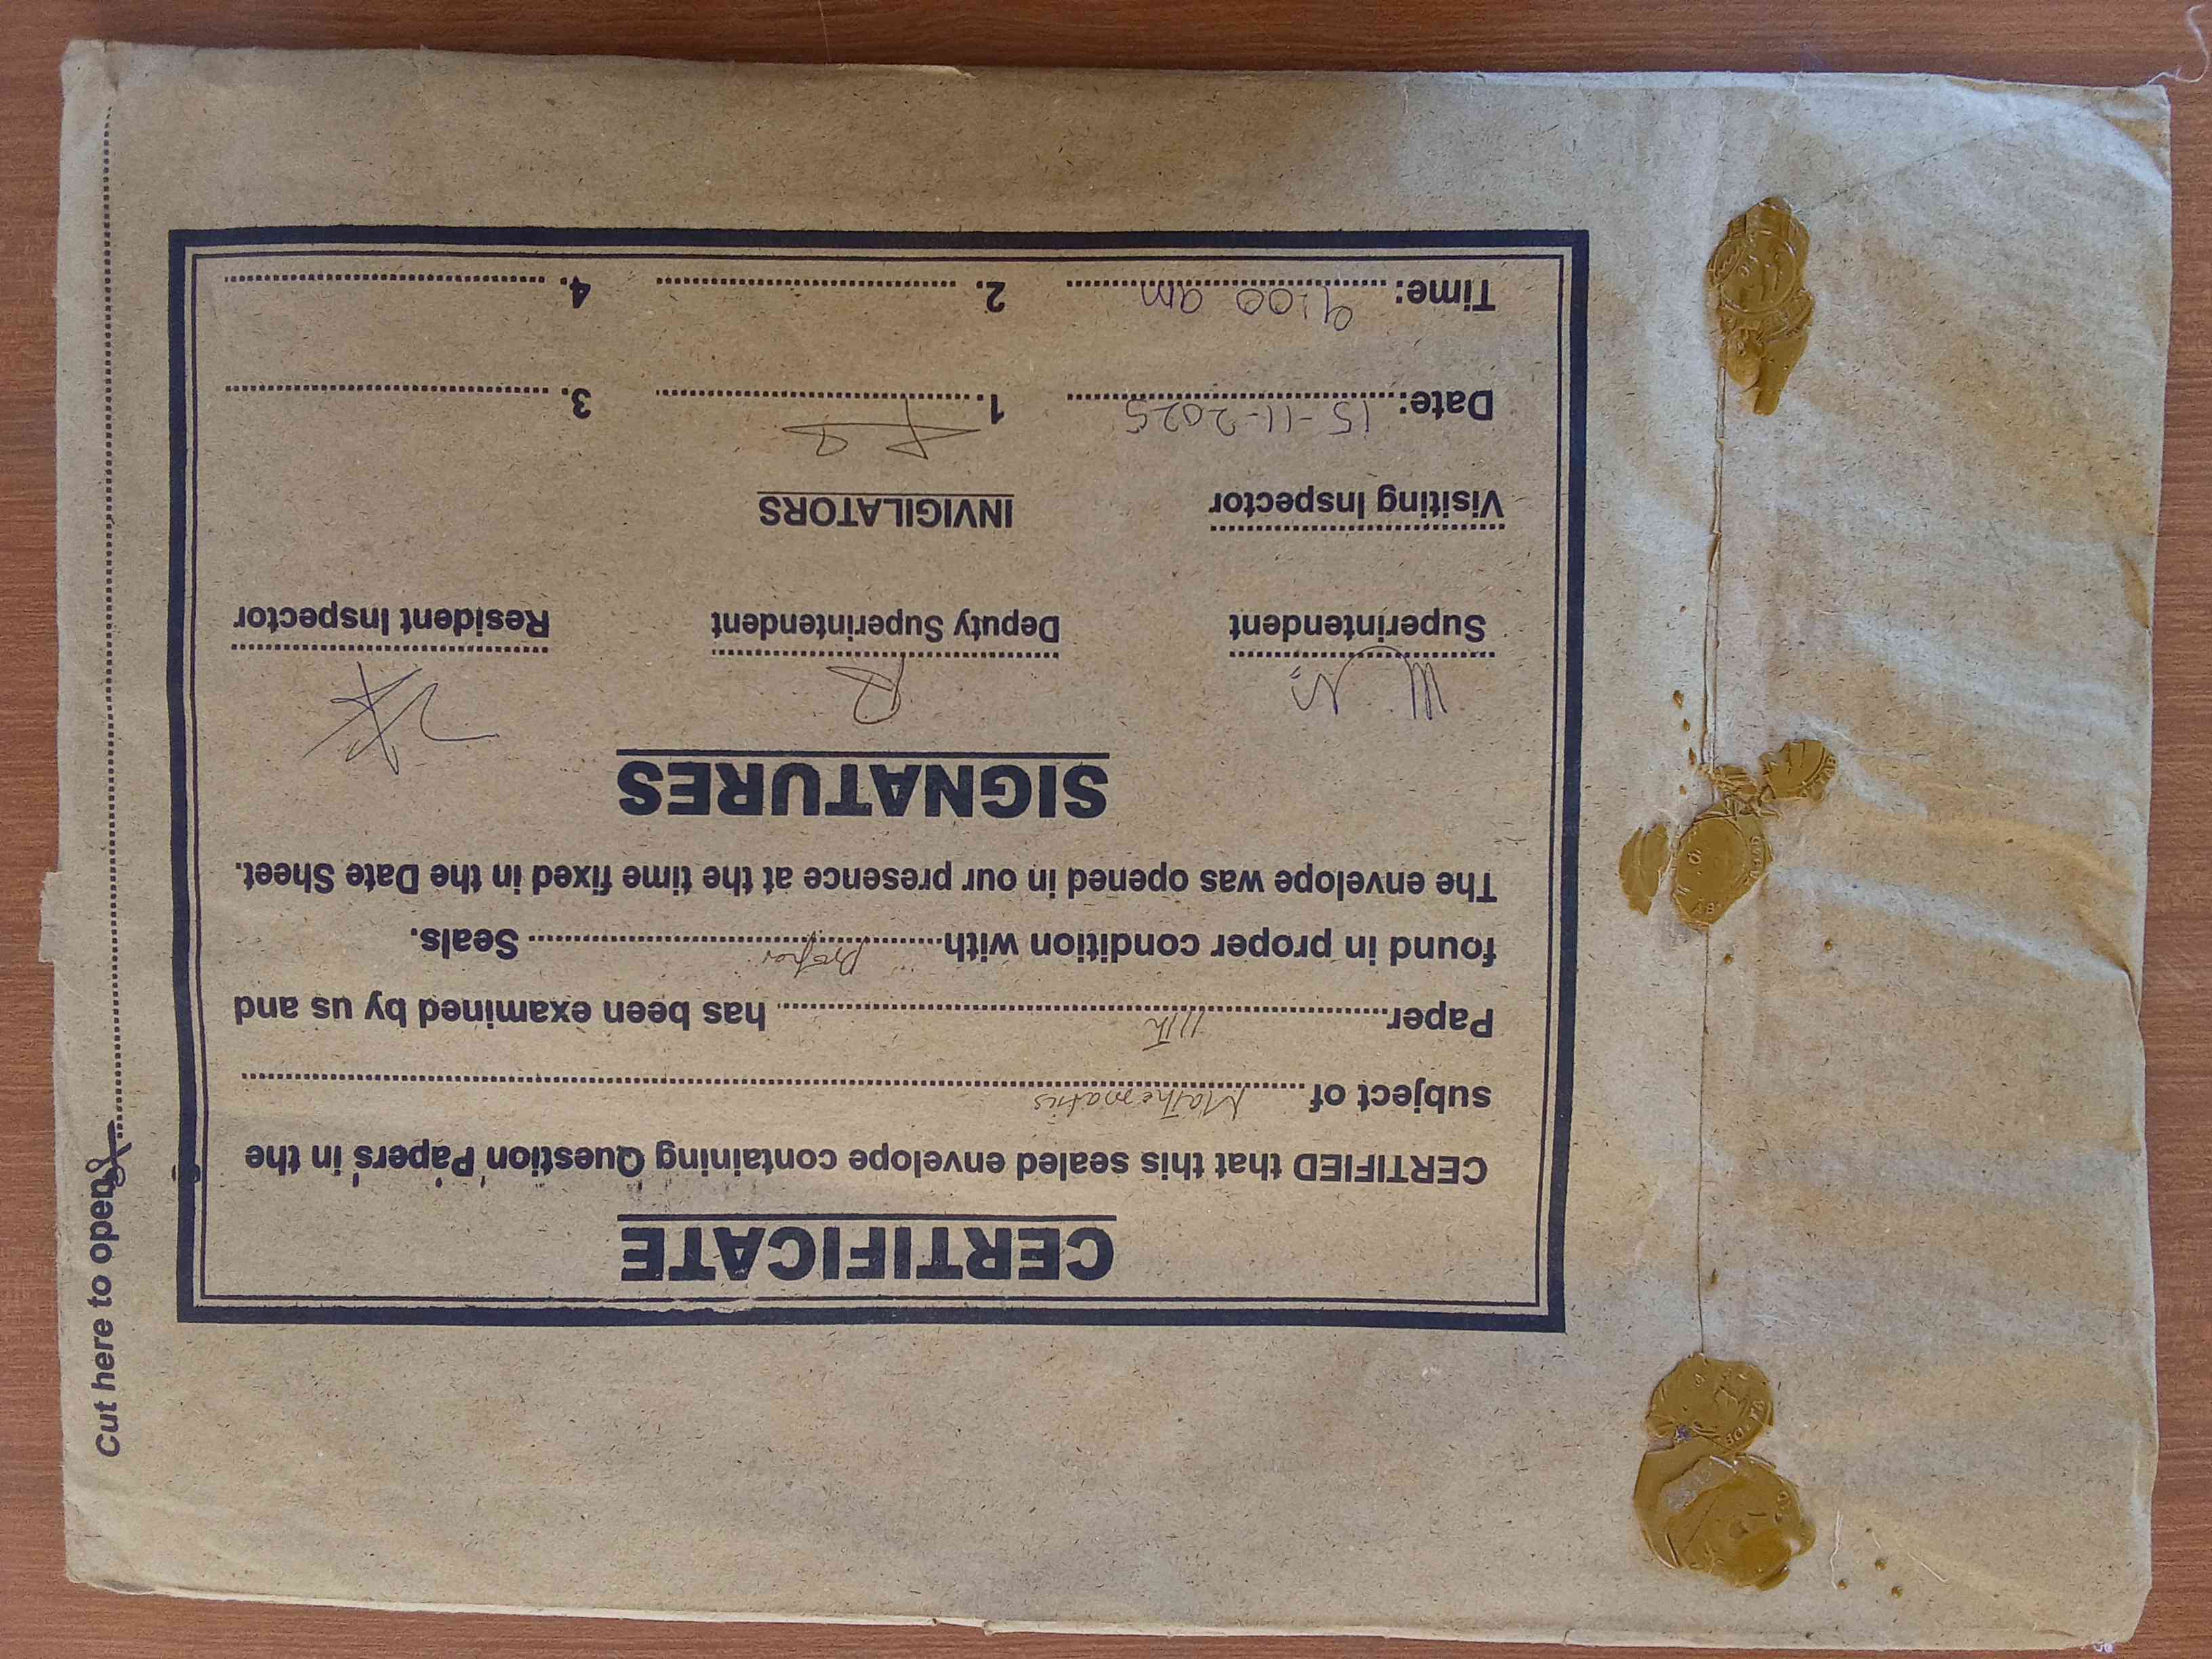 CERTIFICATE
CERTIFIED that this sealed envelope containing Question Papers in the
subject of Mathematics
Paper 11th has been examined by us and
found in proper condition with Proper Seals.
The envelope was opened in our presence at the time fixed in the Date Sheet.
SIGNATURES
Superintendent Deputy Superintendent Resident Inspector
Visiting Inspector INVIGILATORS
Date: 15-11-2025 1. 3.
Time: 9:00 am 2. 4.
Cut here to open